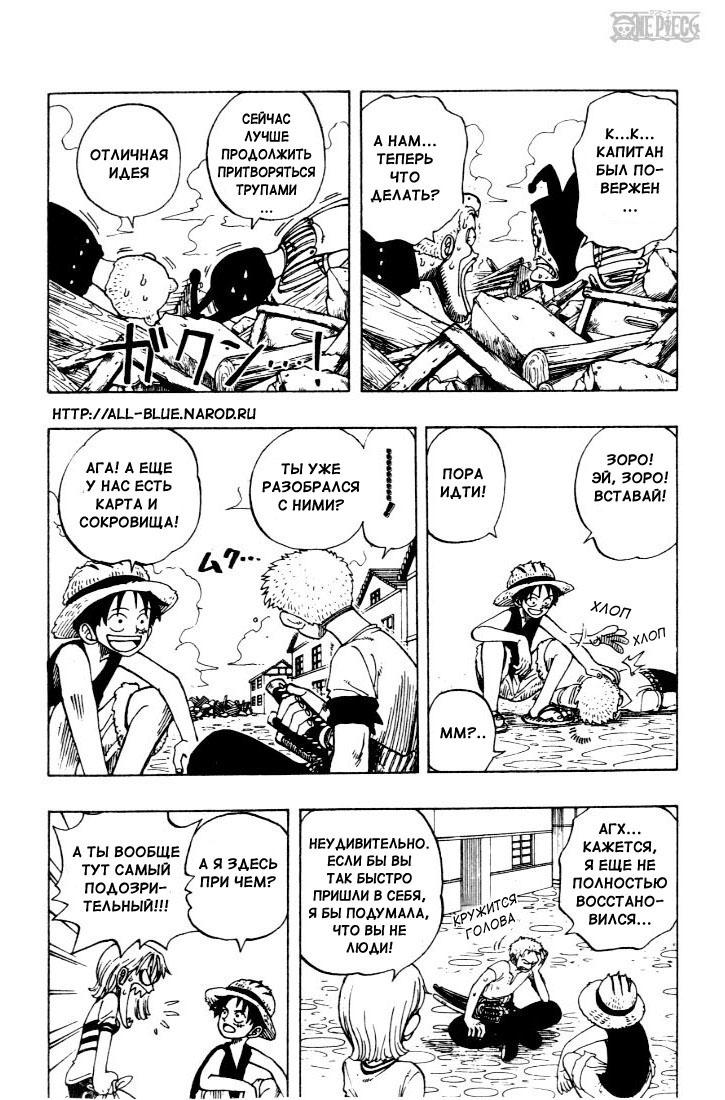 ONE PIECE
К...К...
КАПИТАН
БЫЛ ПО-
ВЕРЖЕН
...
А НАМ...
ТЕПЕРЬ
ЧТО
ДЕЛАТЬ?
СЕЙЧАС
ЛУЧШЕ
ПРОДОЛЖИТЬ
ПРИТВОРЯТЬСЯ
ТРУПАМИ
...
ОТЛИЧНАЯ
ИДЕЯ
ガクン…!
HTTP://ALL-BLUE.NAROD.RU
ЗОРО!
ЭЙ, ЗОРО!
ВСТАВАЙ!
ПОРА
ИДТИ!
ХЛОП
ХЛОП
ММ?..
ТЫ УЖЕ
РАЗОБРАЛСЯ
С НИМИ?
АГА! А ЕЩЕ
У НАС ЕСТЬ
КАРТА И
СОКРОВИЩА!
ムク…
АГХ...
КАЖЕТСЯ,
Я ЕЩЕ НЕ
ПОЛНОСТЬЮ
ВОССТАНО-
ВИЛСЯ...
КРУЖИТСЯ
ГОЛОВА
НЕУДИВИТЕЛЬНО.
ЕСЛИ БЫ ВЫ
ТАК БЫСТРО
ПРИШЛИ В СЕБЯ,
Я БЫ ПОДУМАЛА,
ЧТО ВЫ НЕ
ЛЮДИ!
А Я ЗДЕСЬ
ПРИ ЧЕМ?
А ТЫ ВООБЩЕ
ТУТ САМЫЙ
ПОДОЗРИ-
ТЕЛЬНЫЙ!!!